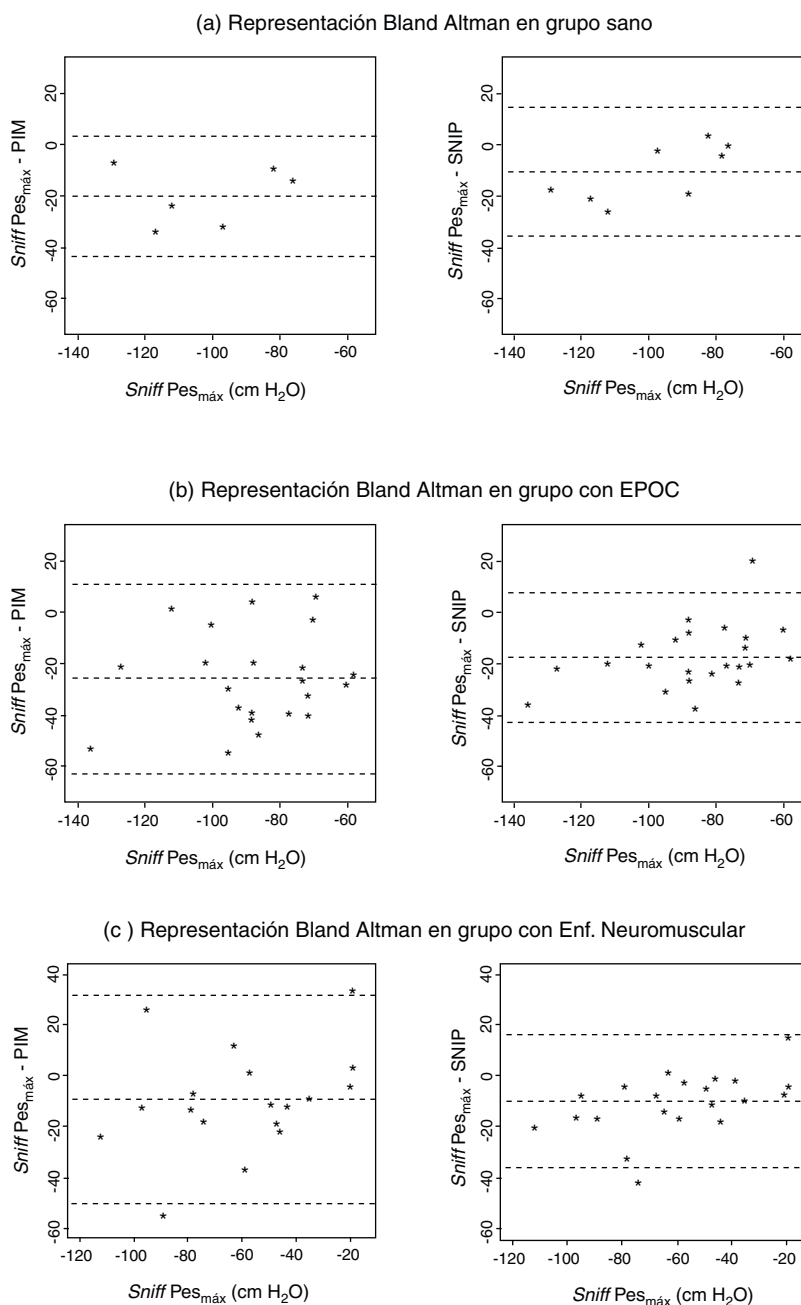 (a) Representación Bland Altman en grupo sano
Sniff Pesmáx - PIM
20
0
-20
-40
-60
-140 -120 -100 -80 -60
Sniff Pesmáx (cm H2O)
Sniff Pesmáx - SNIP
20
0
-20
-40
-60
-140 -120 -100 -80 -60
Sniff Pesmáx (cm H2O)
(b) Representación Bland Altman en grupo con EPOC
Sniff Pesmáx - PIM
20
0
-20
-40
-60
-140 -120 -100 -80 -60
Sniff Pesmáx (cm H2O)
Sniff Pesmáx - SNIP
20
0
-20
-40
-60
-140 -120 -100 -80 -60
Sniff Pesmáx (cm H2O)
(c ) Representación Bland Altman en grupo con Enf. Neuromuscular
Sniff Pesmáx - PIM
40
20
0
-20
-40
-60
-120 -100 -80 -60 -40 -20
Sniff Pesmáx (cm H2O)
Sniff Pesmáx - SNIP
40
20
0
-20
-40
-60
-120 -100 -80 -60 -40 -20
Sniff Pesmáx (cm H2O)